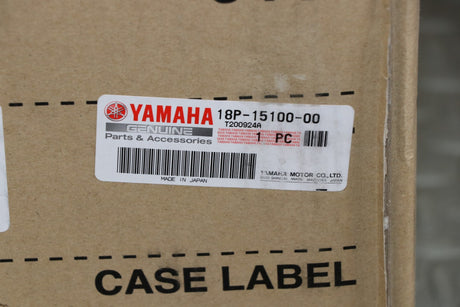 YAMAHA
GENUINE
Parts & Accessories
18P-15100-00
T200924A
1 PC
MADE IN JAPAN
YAMAHA MOTOR CO.,LTD.
CASE LABEL